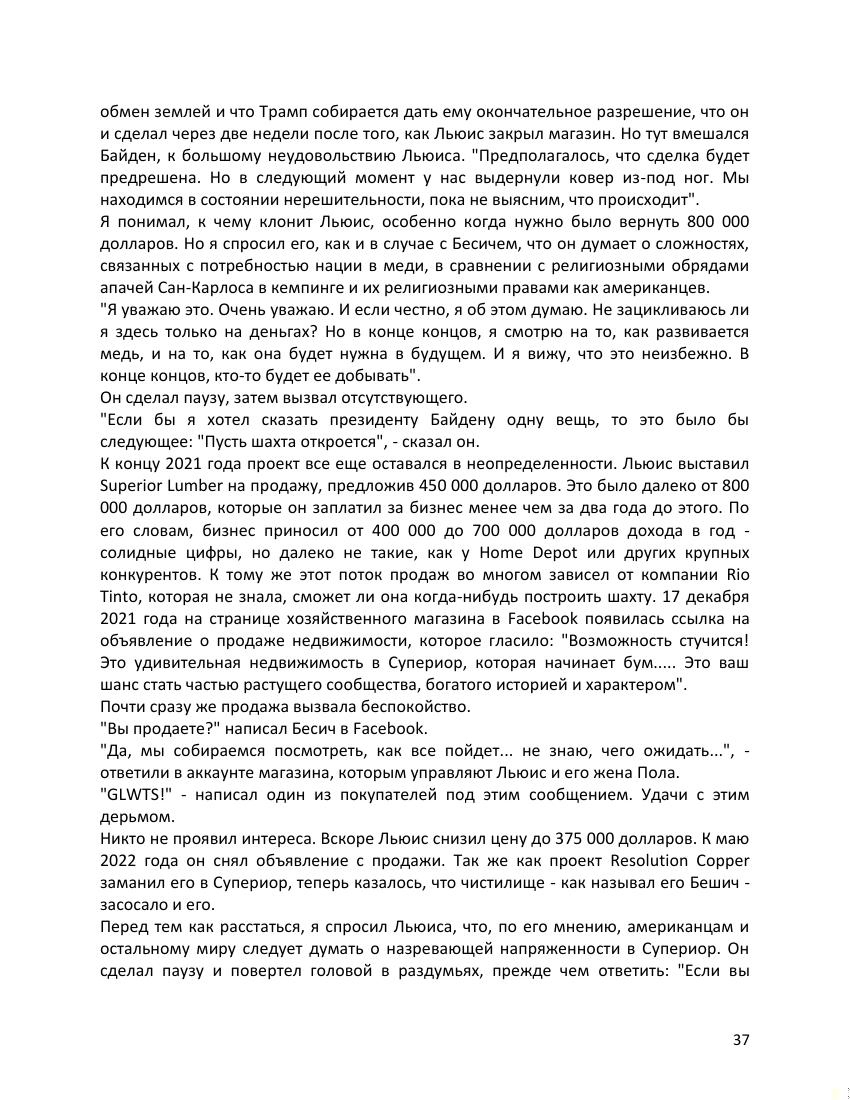 обмен землей и что Трамп собирается дать ему окончательное разрешение, что он
и сделал через две недели после того, как Льюис закрыл магазин. Но тут вмешался
Байден, к большому неудовольствию Льюиса. "Предполагалось, что сделка будет
предрешена. Но в следующий момент у нас выдернули ковер из-под ног. Мы
находимся в состоянии нерешительности, пока не выясним, что происходит".
Я понимал, к чему клонит Льюис, особенно когда нужно было вернуть 800 000
долларов. Но я спросил его, как и в случае с Бесичем, что он думает о сложностях,
связанных с потребностью нации в меди, в сравнении с религиозными обрядами
апачей Сан-Карлоса в кемпинге и их религиозными правами как американцев.
"Я уважаю это. Очень уважаю. И если честно, я об этом думаю. Не зацикливаюсь ли
я здесь только на деньгах? Но в конце концов, я смотрю на то, как развивается
медь, и на то, как она будет нужна в будущем. И я вижу, что это неизбежно. В
конце концов, кто-то будет ее добывать".
Он сделал паузу, затем вызвал отсутствующего.
"Если бы я хотел сказать президенту Байдену одну вещь, то это было бы
следующее: "Пусть шахта откроется", - сказал он.
К концу 2021 года проект все еще оставался в неопределенности. Льюис выставил
Superior Lumber на продажу, предложив 450 000 долларов. Это было далеко от 800
000 долларов, которые он заплатил за бизнес менее чем за два года до этого. По
его словам, бизнес приносил от 400 000 до 700 000 долларов дохода в год -
солидные цифры, но далеко не такие, как у Home Depot или других крупных
конкурентов. К тому же этот поток продаж во многом зависел от компании Rio
Tinto, которая не знала, сможет ли она когда-нибудь построить шахту. 17 декабря
2021 года на странице хозяйственного магазина в Facebook появилась ссылка на
объявление о продаже недвижимости, которое гласило: "Возможность стучится!
Это удивительная недвижимость в Супериор, которая начинает бум..... Это ваш
шанс стать частью растущего сообщества, богатого историей и характером".
Почти сразу же продажа вызвала беспокойство.
"Вы продаете?" написал Бесич в Facebook.
"Да, мы собираемся посмотреть, как все пойдет... не знаю, чего ожидать...", -
ответили в аккаунте магазина, которым управляют Льюис и его жена Пола.
"GLWTS!" - написал один из покупателей под этим сообщением. Удачи с этим
дерьмом.
Никто не проявил интереса. Вскоре Льюис снизил цену до 375 000 долларов. К маю
2022 года он снял объявление с продажи. Так же как проект Resolution Copper
заманил его в Супериор, теперь казалось, что чистилище - как называл его Бешич -
засосало и его.
Перед тем как расстаться, я спросил Льюиса, что, по его мнению, американцам и
остальному миру следует думать о назревающей напряженности в Супериор. Он
сделал паузу и повертел головой в раздумьях, прежде чем ответить: "Если вы
37